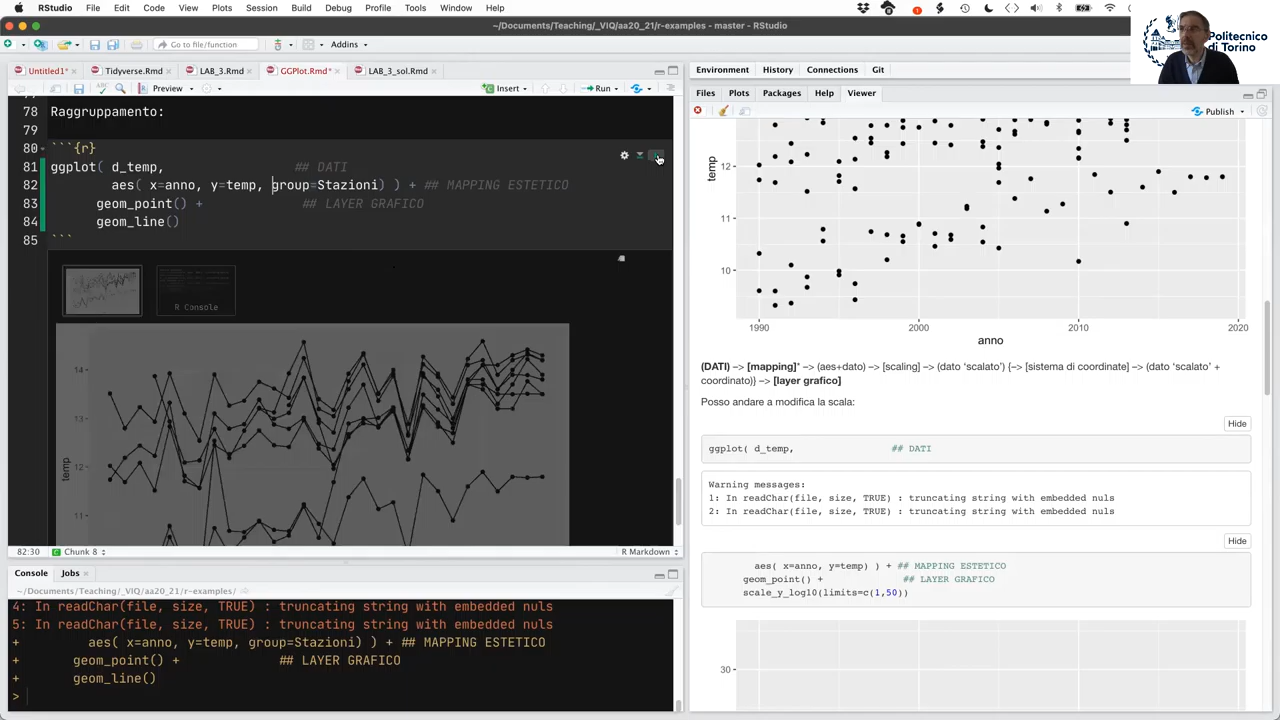 RStudio File Edit Code View Plots Session Build Debug Profile Tools Window Help
~/Documents/Teaching/_VIQ/aa20_21/r-examples - master - RStudio
Go to file/function Addins
Politecnico di Torino
Untitled1* Tidyverse.Rmd LAB_3.Rmd GGPlot.Rmd* LAB_3_sol.Rmd
Preview Insert Run
78 Raggruppamento:
79
80 ```{r}
81 ggplot( d_temp, ## DATI
82 aes( x=anno, y=temp, group=Stazioni) ) + ## MAPPING ESTETICO
83 geom_point() + ## LAYER GRAFICO
84 geom_line()
85 ```
R Console
14
13
12
11
temp
82:30 Chunk 8 R Markdown
Console Jobs
~/Documents/Teaching/_VIQ/aa20_21/r-examples/
4: In readChar(file, size, TRUE) : truncating string with embedded nuls
5: In readChar(file, size, TRUE) : truncating string with embedded nuls
+ aes( x=anno, y=temp, group=Stazioni) ) + ## MAPPING ESTETICO
+ geom_point() + ## LAYER GRAFICO
+ geom_line()
>
Environment History Connections Git
Files Plots Packages Help Viewer
Publish
temp
12
11
10
1990 2000 2010 2020
anno
(DATI) –> [mapping]* –> (aes+dato) –> [scaling] –> (dato ‘scalato’) {–> [sistema di coordinate] –> (dato ‘scalato’ +
coordinato)} –> [layer grafico]
Posso andare a modifica la scala:
Hide
ggplot( d_temp, ## DATI
Warning messages:
1: In readChar(file, size, TRUE) : truncating string with embedded nuls
2: In readChar(file, size, TRUE) : truncating string with embedded nuls
Hide
aes( x=anno, y=temp) ) + ## MAPPING ESTETICO
geom_point() + ## LAYER GRAFICO
scale_y_log10(limits=c(1,50))
30